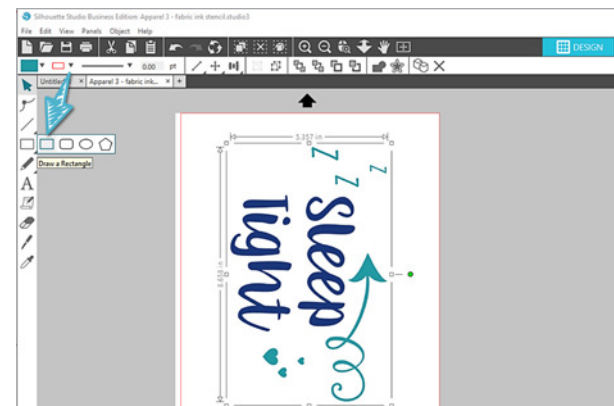 Silhouette Studio Business Edition: Apparel 3 - fabric ink stencil.studio3
File Edit View Panels Object Help
DESIGN
0.00 pt
Apparel 3 - fabric ink...
Draw a Rectangle
A
5.357 in
z z z
Sleep
Tight